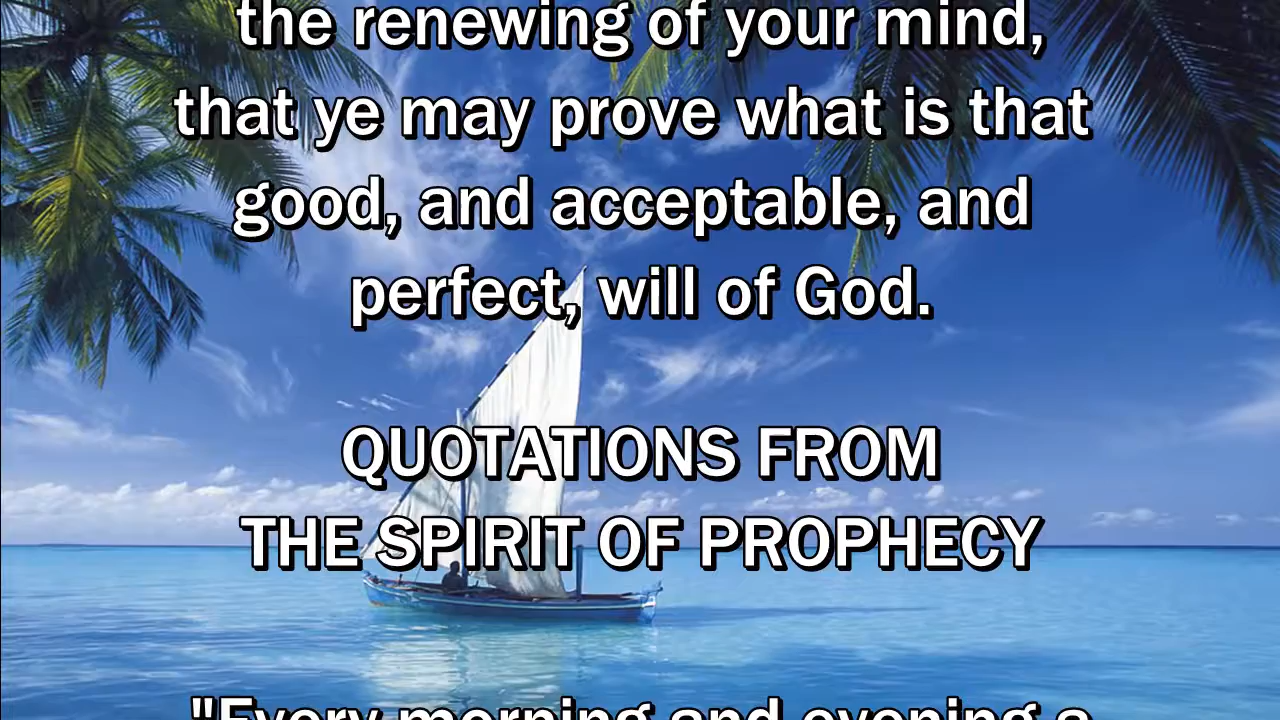 the renewing of your mind,
that ye may prove what is that
good, and acceptable, and
perfect, will of God.
QUOTATIONS FROM
THE SPIRIT OF PROPHECY
"Every morning and evening a